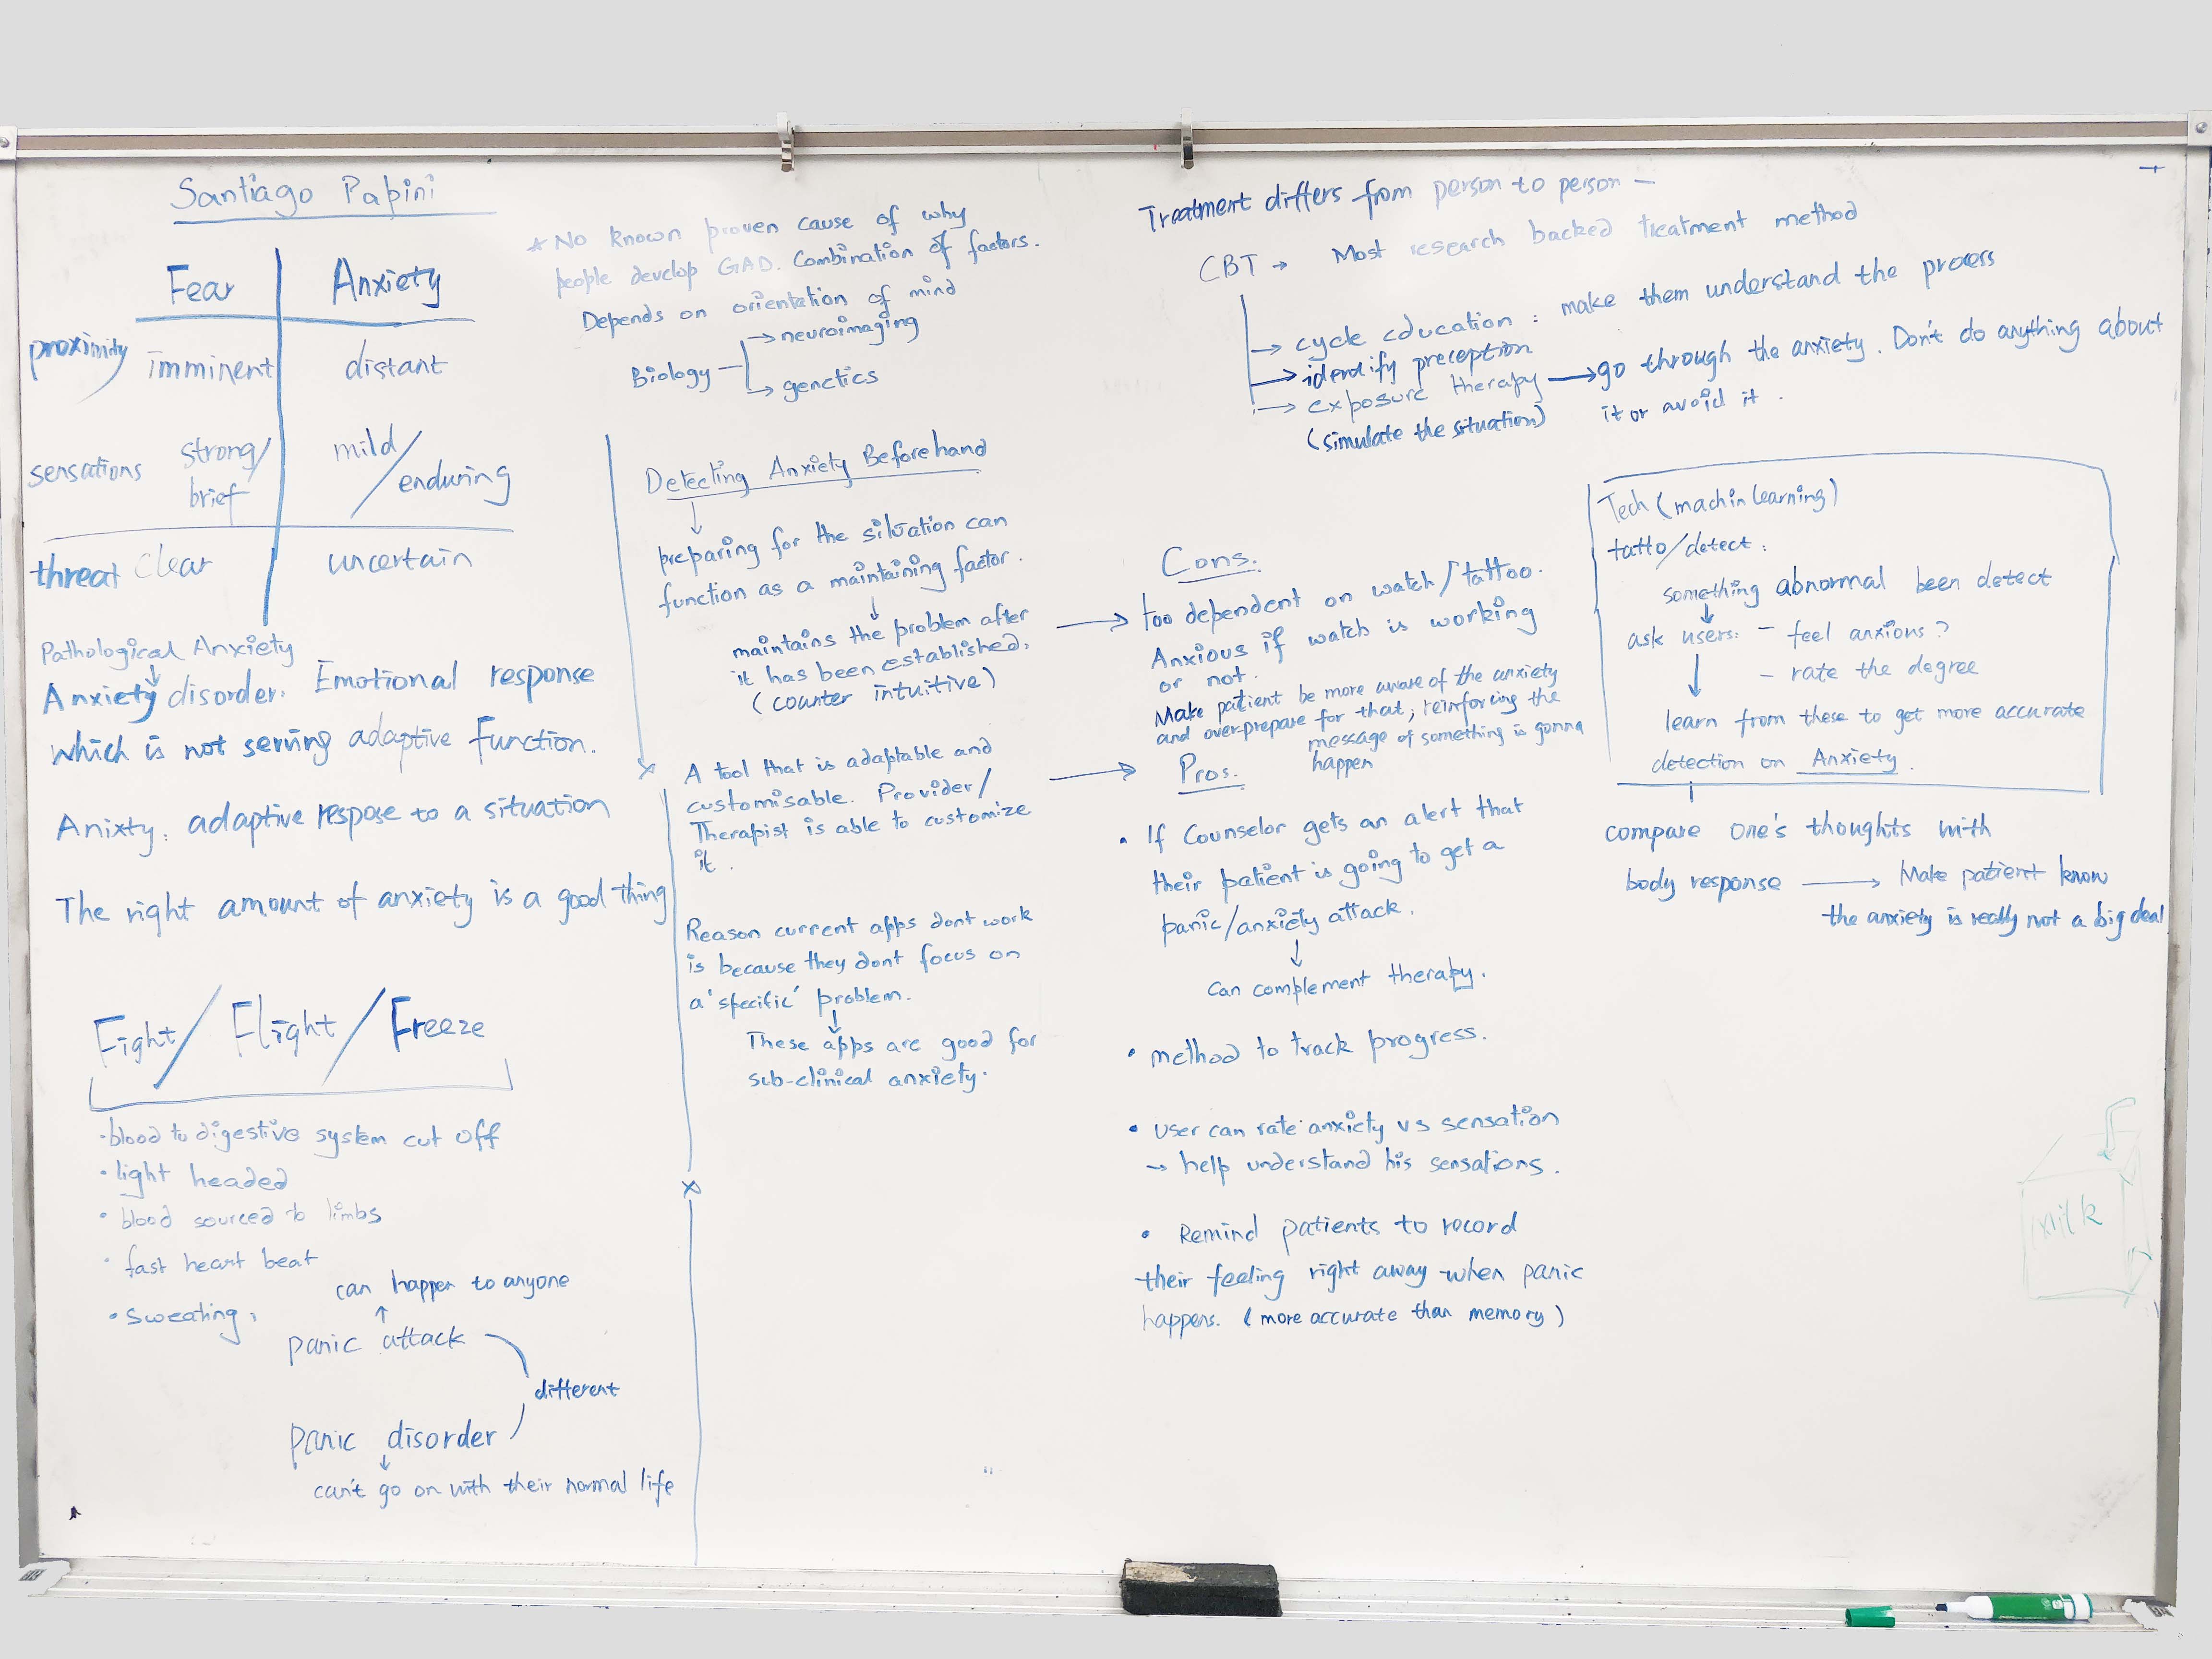 Santiago Papini
Fear Anxiety
proximity imminent distant
sensations strong/ mild/
brief enduring
threat clear uncertain
Pathological Anxiety
Anxiety disorder: Emotional response
which is not serving adaptive function.
Anixty: adaptive respose to a situation
The right amount of anxiety is a good thing
Fight/ Flight/ Freeze
·blood to digestive system cut off
·light headed
·blood sourced to limbs
·fast heart beat
·sweating,
can happen to anyone
↑
panic attack
different
panic disorder
↓
can't go on with their normal life
*No known proven cause of why
people develop GAD. Combination of factors.
Depends on orientation of mind
Biology → neuroimaging
→ genetics
Detecting Anxiety Beforehand
↓
preparing for the situation can
function as a maintaining factor.
↓
maintains the problem after
it has been established.
(counter intuitive)
A tool that is adaptable and
customisable. Provider/
Therapist is able to customize
it.
Reason current apps dont work
is because they dont focus on
a 'specific' problem.
↓
These apps are good for
sub-clinical anxiety.
Treatment differs from person to person –
CBT → Most research backed treatment method
→ cycle education : make them understand the process
→ identify preception
→ exposure therapy → go through the anxiety. Don't do anything about
(simulate the situation) it or avoid it.
Cons.
→ too dependent on watch/tattoo.
Anxious if watch is working
or not.
Make patient be more aware of the anxiety
and overprepare for that; reinforcing the
message of something is gonna
happen
→ Pros.
· If Counselor gets an alert that
their patient is going to get a
panic/anxiety attack.
↓
can complement therapy.
· method to track progress.
· user can rate anxiety vs sensation
→ help understand his sensations.
· Remind patients to record
their feeling right away when panic
happens. (more accurate than memory)
Tech (machin learning)
tatto/detect:
something abnormal been detect
↓
ask users: – feel anxions?
– rate the degree
↓
learn from these to get more accurate
detection on Anxiety.
compare one's thoughts with
body response → Make patient know
the anxiety is really not a big deal
milk